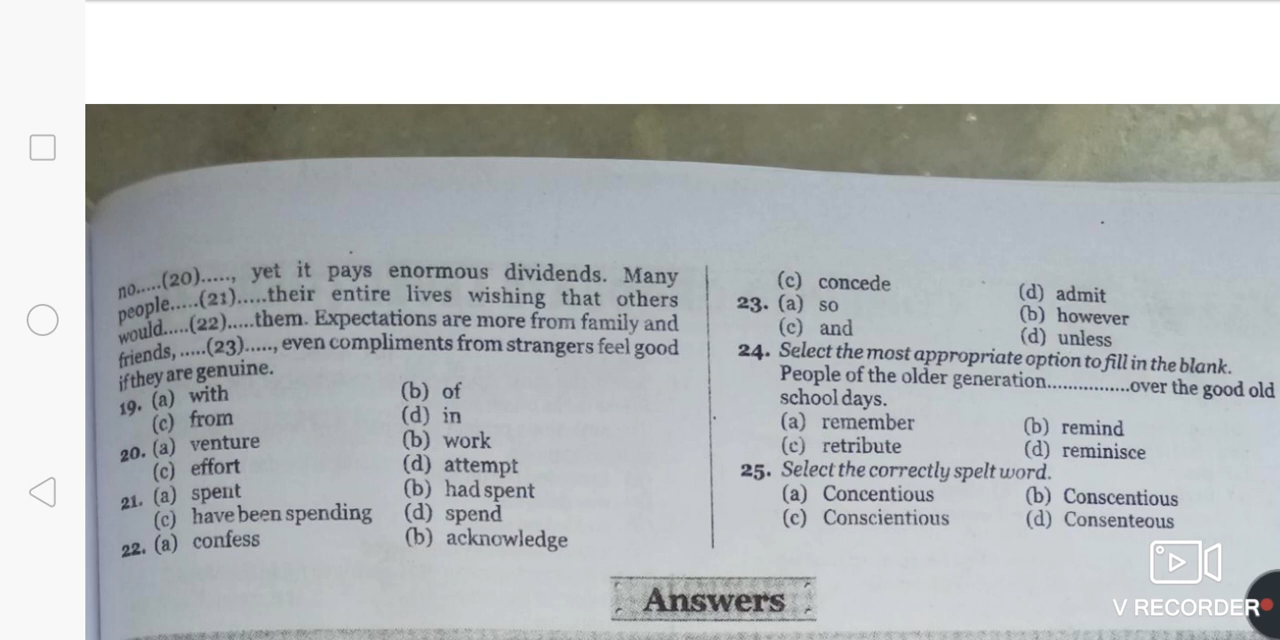 no.....(20)....., yet it pays enormous dividends. Many
people.....(21).....their entire lives wishing that others
would.....(22).....them. Expectations are more from family and
friends, .....(23)....., even compliments from strangers feel good
if they are genuine.
19. (a) with (b) of
(c) from (d) in
20. (a) venture (b) work
(c) effort (d) attempt
21. (a) spent (b) had spent
(c) have been spending (d) spend
22. (a) confess (b) acknowledge
(c) concede (d) admit
23. (a) so (b) however
(c) and (d) unless
24. Select the most appropriate option to fill in the blank.
People of the older generation................over the good old
school days.
(a) remember (b) remind
(c) retribute (d) reminisce
25. Select the correctly spelt word.
(a) Concentious (b) Conscentious
(c) Conscientious (d) Consenteous
Answers
V RECORDER